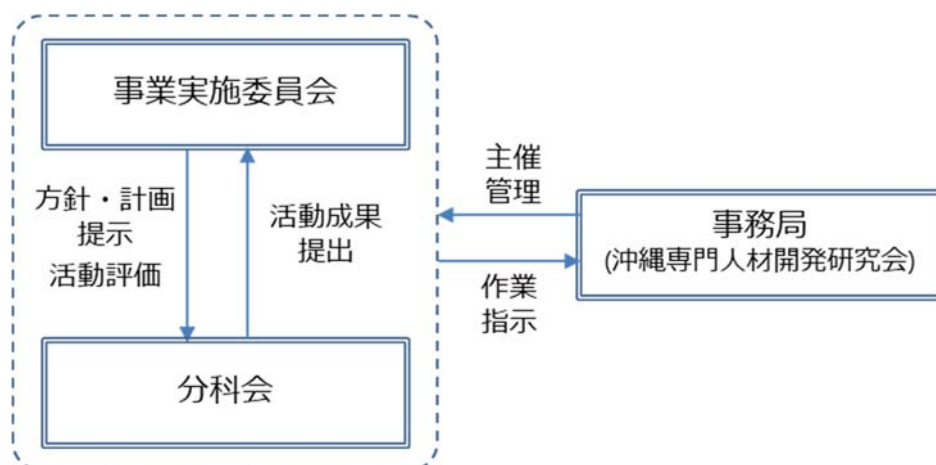 事業実施委員会
方針・計画
提示
活動評価
活動成果
提出
分科会
主催
管理
作業
指示
事務局
(沖縄専門人材開発研究会)